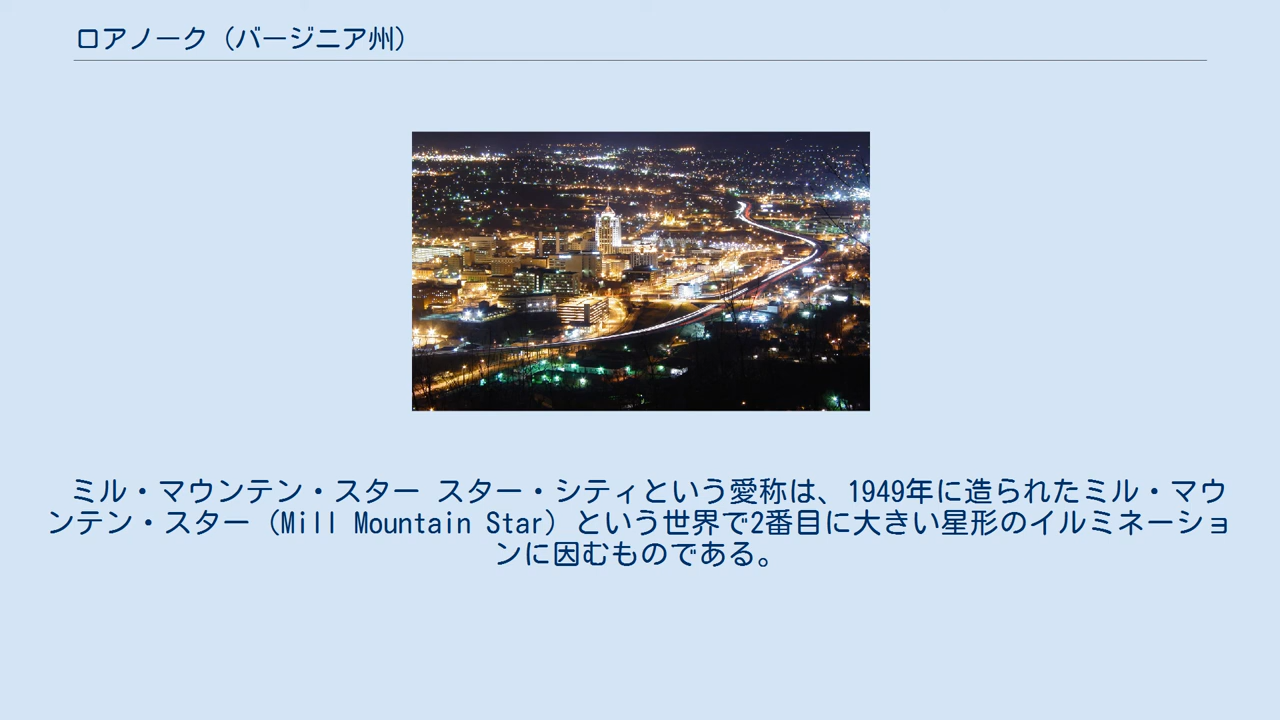 ロアノーク（バージニア州）
ミル・マウンテン・スター スター・シティという愛称は、1949年に造られたミル・マウ
ンテン・スター（Mill Mountain Star）という世界で2番目に大きい星形のイルミネーショ
ンに因むものである。